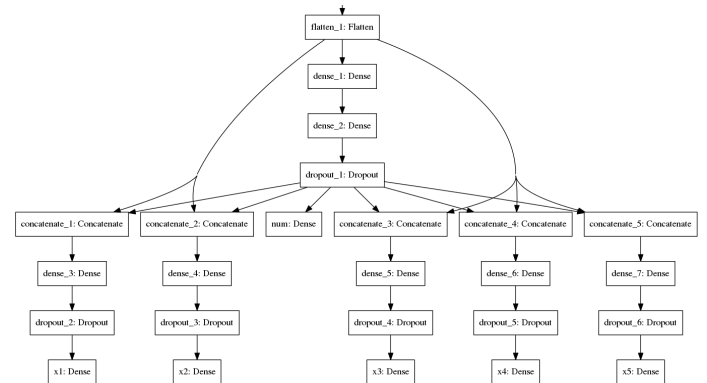 flatten_1: Flatten
dense_1: Dense
dense_2: Dense
dropout_1: Dropout
concatenate_1: Concatenate
concatenate_2: Concatenate
num: Dense
concatenate_3: Concatenate
concatenate_4: Concatenate
concatenate_5: Concatenate
dense_3: Dense
dense_4: Dense
dense_5: Dense
dense_6: Dense
dense_7: Dense
dropout_2: Dropout
dropout_3: Dropout
dropout_4: Dropout
dropout_5: Dropout
dropout_6: Dropout
x1: Dense
x2: Dense
x3: Dense
x4: Dense
x5: Dense